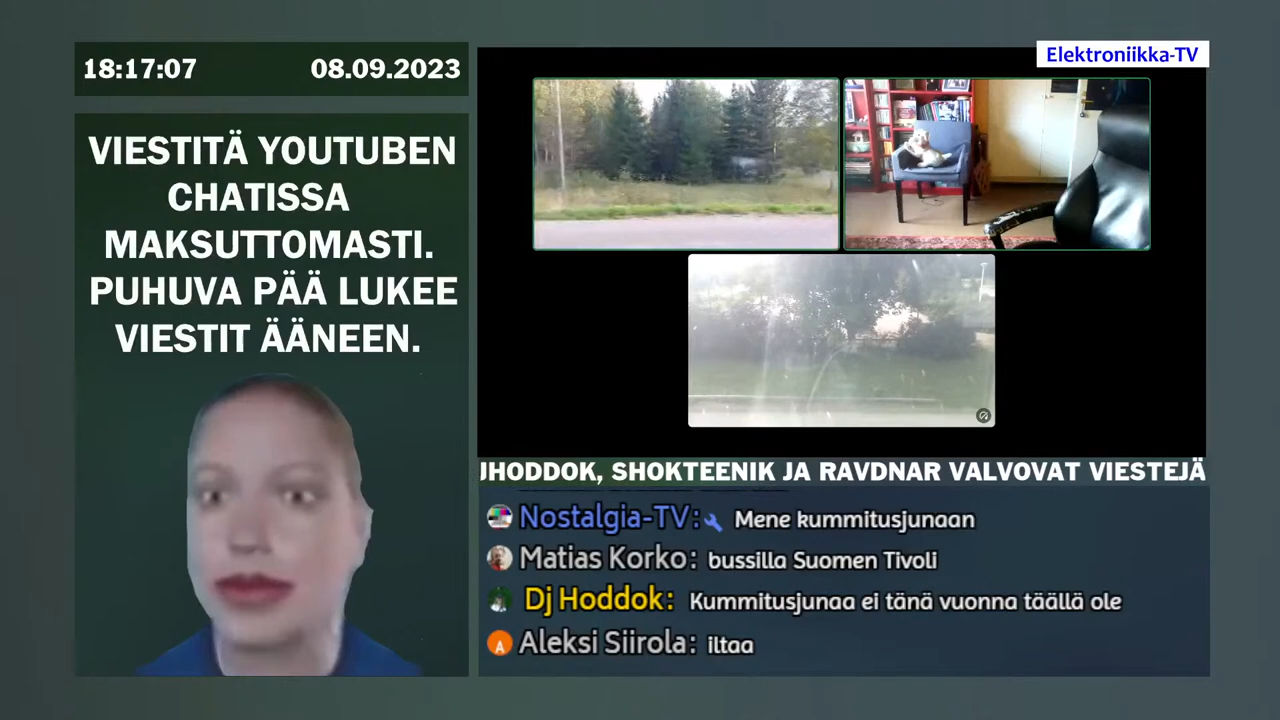 18:17:07 08.09.2023
VIESTITÄ YOUTUBEN
CHATISSA
MAKSUTTOMASTI.
PUHUVA PÄÄ LUKEE
VIESTIT ÄÄNEEN.
Elektroniikka-TV
JHODDOK, SHOKTEENIK JA RAVDNAR VALVOVAT VIESTEJÄ
Nostalgia-TV: Mene kummitusjunaan
Matias Korko: bussilla Suomen Tivoli
Dj Hoddok: Kummitusjunaa ei tänä vuonna täällä ole
A Aleksi Siirola: iltaa